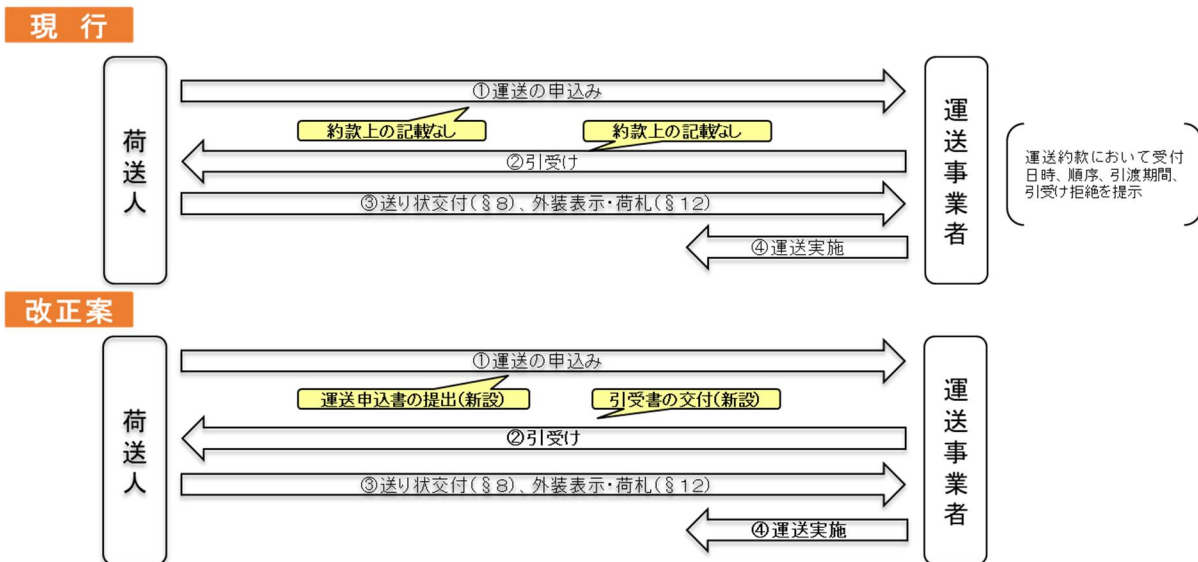 現 行
荷送人
①運送の申込み
約款上の記載なし
約款上の記載なし
②引受け
③送り状交付(§8)、外装表示・荷札(§12)
④運送実施
運送事業者
運送約款において受付
日時、順序、引渡期間、
引受け拒絶を提示
改正案
荷送人
①運送の申込み
運送申込書の提出(新設)
引受書の交付(新設)
②引受け
③送り状交付(§8)、外装表示・荷札(§12)
④運送実施
運送事業者